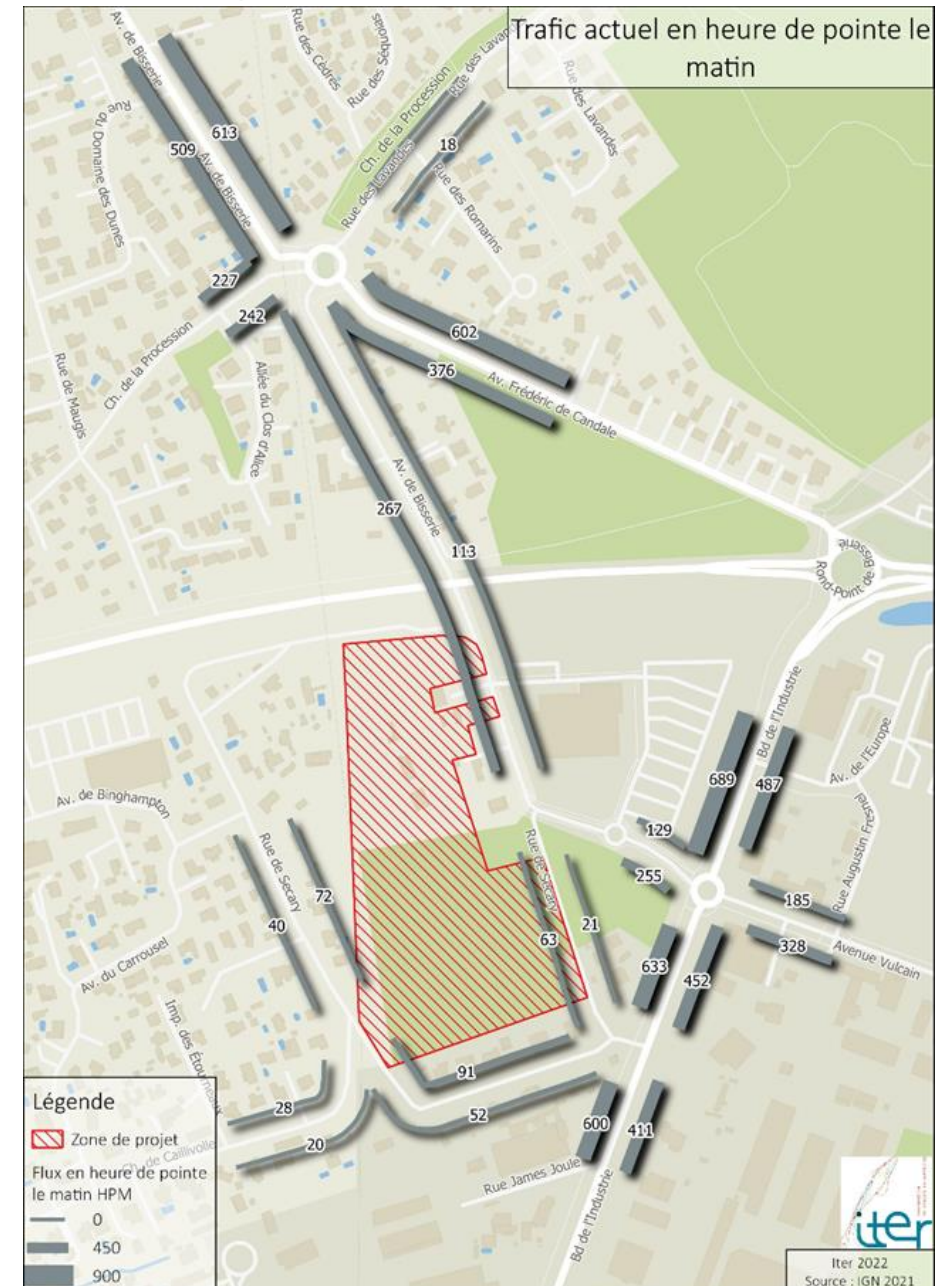 Trafic actuel en heure de pointe le
matin
Av. de Bisserie
Rue des Cèdres
Rue des Lavandes
Rue des Lavandes
Rue du Domaine des Dunes
613
509
Av. de Bisserie
Ch. de la Procession
18
Rue des Lavandes
Rue des Romarins
227
242
Ch. de la Procession
Rue de Maugis
Allée du Clos d'Alice
602
376
Av. Frédéric de Candale
Av. de Bisserie
267
113
Rond-Point de Bisserie
Bd de l'Industrie
Av. de l'Europe
689
487
Av. de Binghampton
129
Rue de Secary
Rue de Secary
255
Rue Augustin Fresnel
185
72
40
63
21
328
Avenue Vulcain
Av. du Carrousel
633
452
Imp. des Étourneaux
91
28
52
20
600
411
Ch. de Caillivolle
Rue James Joule
Bd de l'Industrie
Légende
Zone de projet
Flux en heure de pointe
le matin HPM
0
450
900
iter
Iter 2022
Source : IGN 2021